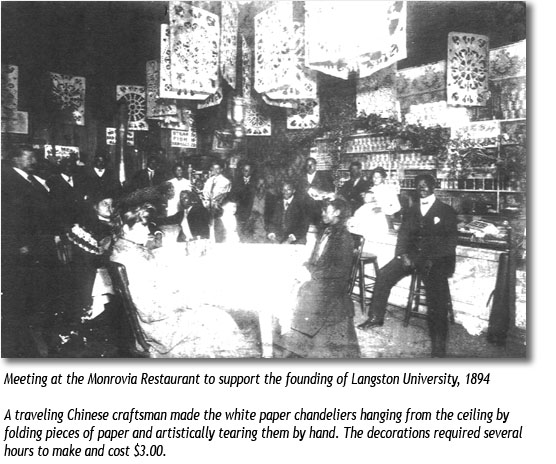 Meeting at the Monrovia Restaurant to support the founding of Langston University, 1894
A traveling Chinese craftsman made the white paper chandeliers hanging from the ceiling by
folding pieces of paper and artistically tearing them by hand. The decorations required several
hours to make and cost $3.00.